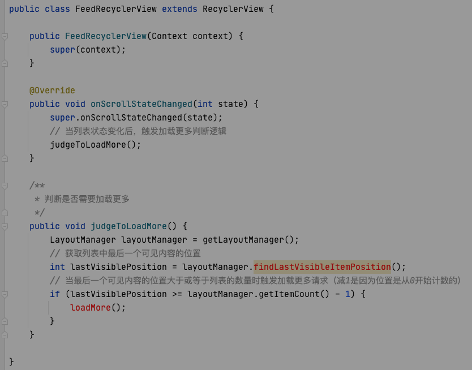 public class FeedRecyclerView extends RecyclerView {
public FeedRecyclerView(Context context) {
super(context);
}
@Override
public void onScrollStateChanged(int state) {
super.onScrollStateChanged(state);
// 当列表状态变化后，触发加载更多判断逻辑
judgeToLoadMore();
}
/**
* 判断是否需要加载更多
*/
public void judgeToLoadMore() {
LayoutManager layoutManager = getLayoutManager();
// 获取列表中最后一个可见内容的位置
int lastVisiblePosition = layoutManager.findLastVisibleItemPosition();
// 当最后一个可见内容的位置大于或等于列表的数量时触发加载更多请求（减1是因为位置是从0开始计数的）
if (lastVisiblePosition >= layoutManager.getItemCount() - 1) {
loadMore();
}
}
}